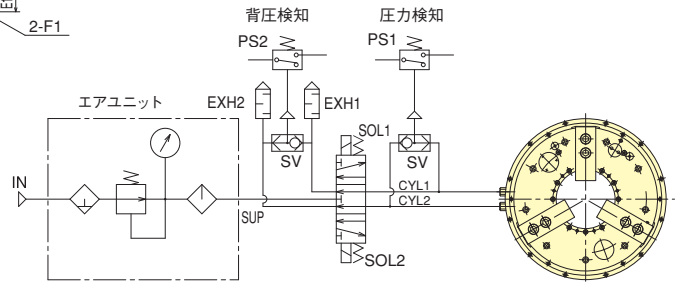 2-F1
背圧検知
圧力検知
PS2
PS1
エアユニット
EXH2
EXH1
SOL1
SV
SV
IN
CYL1
CYL2
SUP
SOL2